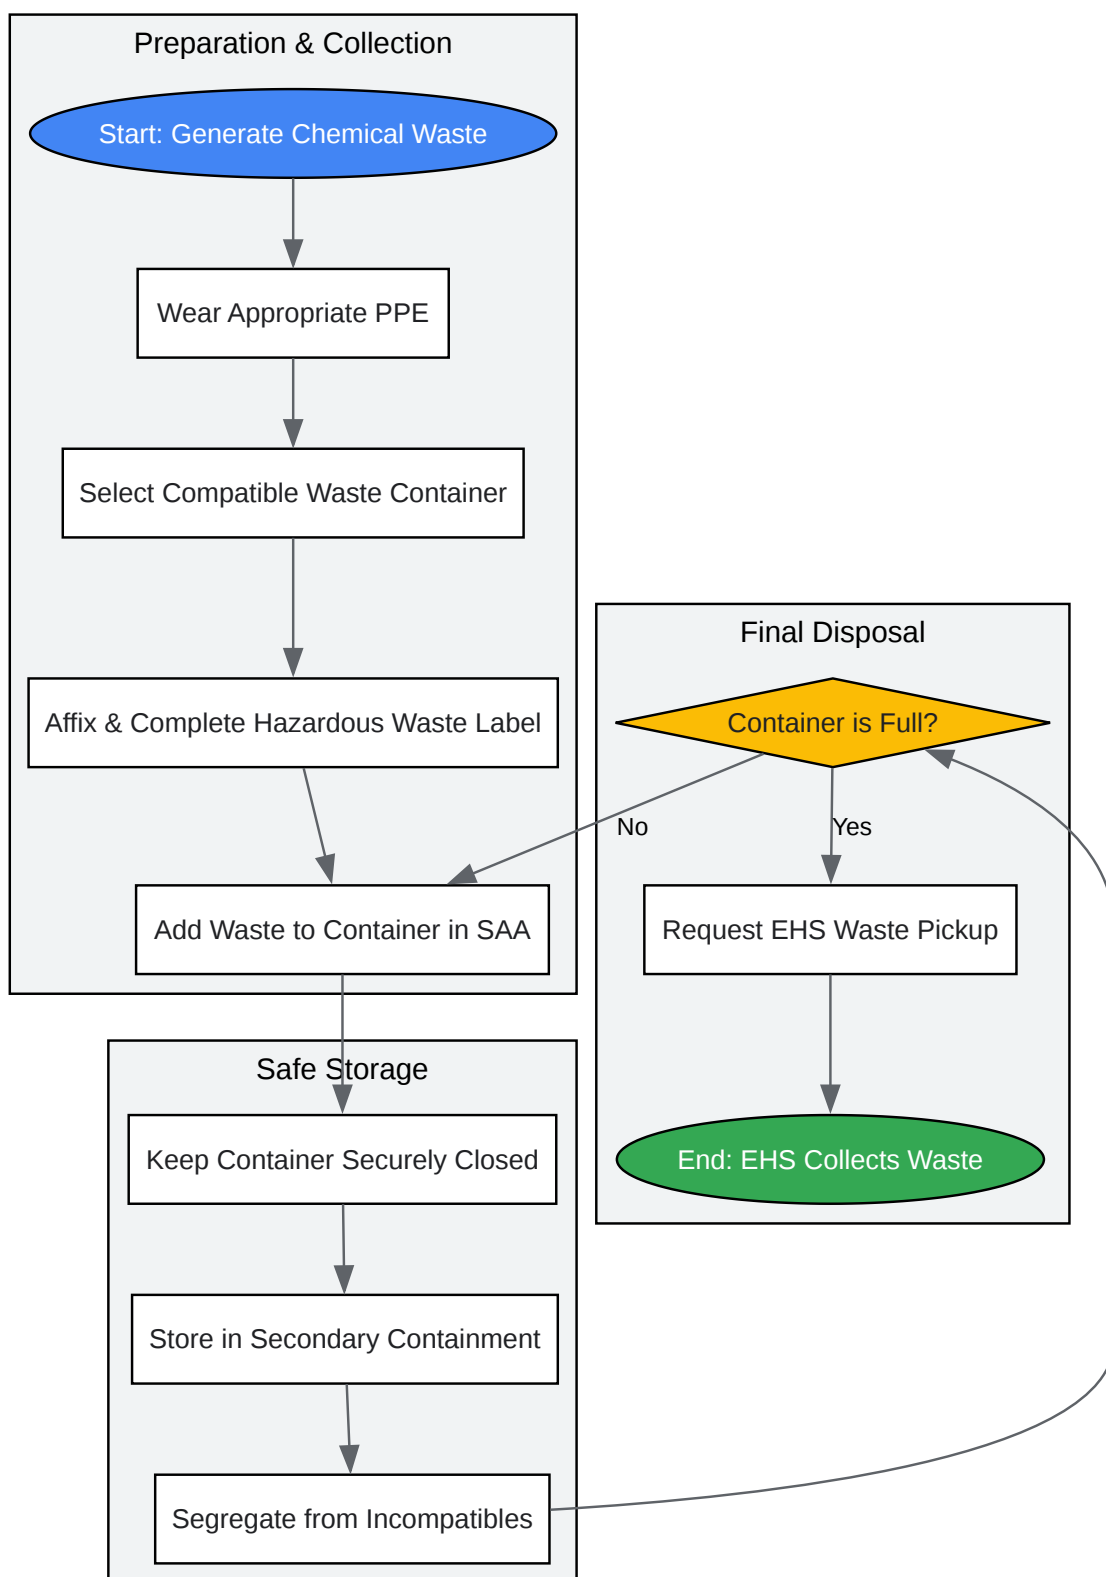 Preparation & Collection
Start: Generate Chemical Waste
Wear Appropriate PPE
Select Compatible Waste Container
Affix & Complete Hazardous Waste Label
Add Waste to Container in SAA
Safe Storage
Keep Container Securely Closed
Store in Secondary Containment
Segregate from Incompatibles
Final Disposal
Container is Full?
No
Yes
Request EHS Waste Pickup
End: EHS Collects Waste